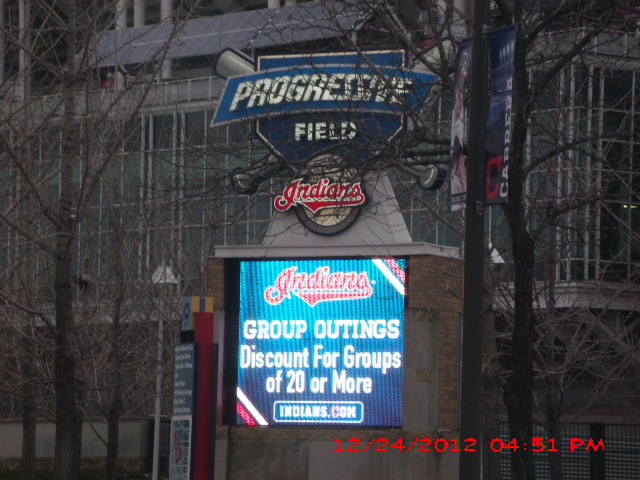 PROGRESSIVE
FIELD
Indians
CABRERA
C
Indians
GROUP OUTINGS
Discount For Groups
of 20 or More
INDIANS.COM
12/24/2012 04:51 PM